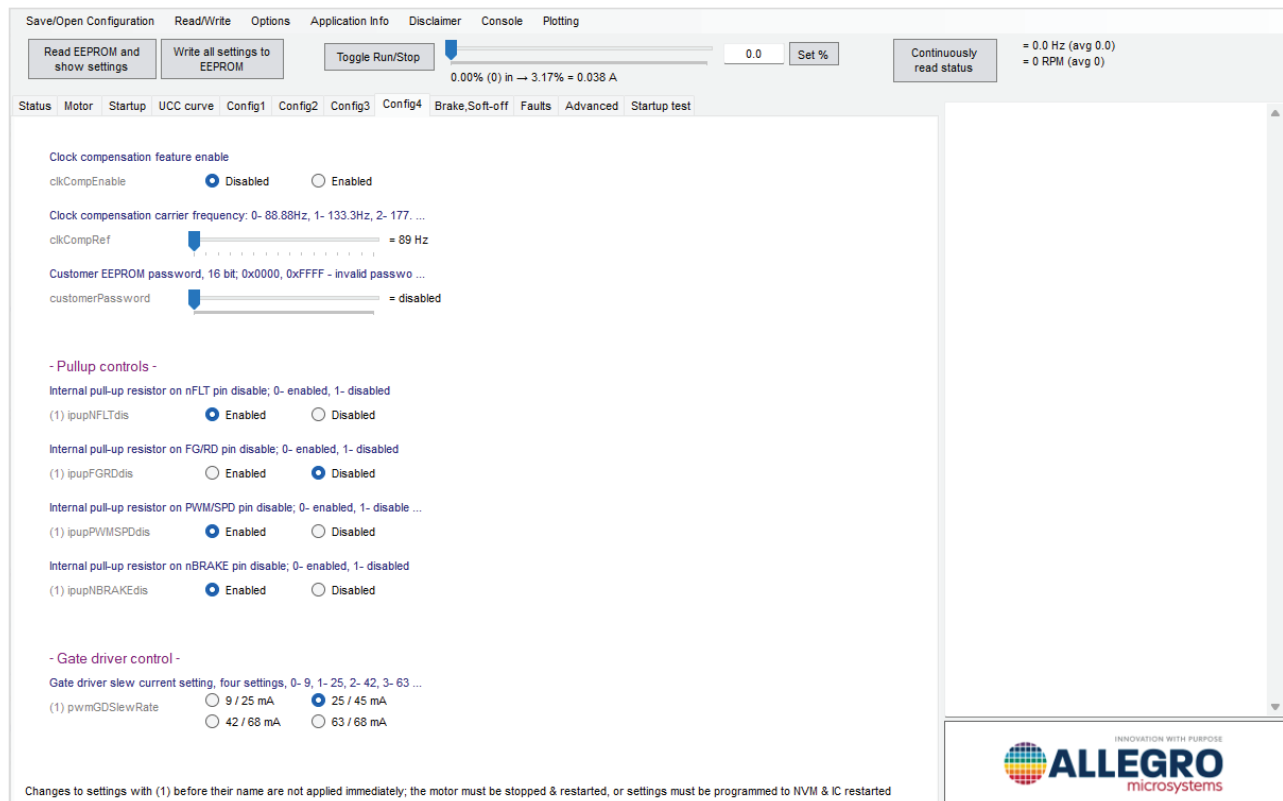 Save/Open Configuration Read/Write Options Application Info Disclaimer Console Plotting
Read EEPROM and show settings
Write all settings to EEPROM
Toggle Run/Stop
0.0
Set %
0.00% (0) in → 3.17% = 0.038 A
Continuously read status
= 0.0 Hz (avg 0.0)
= 0 RPM (avg 0)
Status Motor Startup UCC curve Config1 Config2 Config3 Config4 Brake,Soft-off Faults Advanced Startup test
Clock compensation feature enable
clkCompEnable Disabled Enabled
Clock compensation carrier frequency: 0- 88.88Hz, 1- 133.3Hz, 2- 177. ...
clkCompRef = 89 Hz
Customer EEPROM password, 16 bit; 0x0000, 0xFFFF - invalid passwo ...
customerPassword = disabled
- Pullup controls -
Internal pull-up resistor on nFLT pin disable; 0- enabled, 1- disabled
(1) ipupNFLTdis Enabled Disabled
Internal pull-up resistor on FG/RD pin disable; 0- enabled, 1- disabled
(1) ipupFGRDdis Enabled Disabled
Internal pull-up resistor on PWM/SPD pin disable; 0- enabled, 1- disable ...
(1) ipupPWMSPDdis Enabled Disabled
Internal pull-up resistor on nBRAKE pin disable; 0- enabled, 1- disabled
(1) ipupNBRAKEdis Enabled Disabled
- Gate driver control -
Gate driver slew current setting, four settings, 0- 9, 1- 25, 2- 42, 3- 63 ...
(1) pwmGDSlewRate 9 / 25 mA 25 / 45 mA
42 / 68 mA 63 / 68 mA
Changes to settings with (1) before their name are not applied immediately; the motor must be stopped & restarted, or settings must be programmed to NVM & IC restarted
INNOVATION WITH PURPOSE
ALLEGRO
microsystems